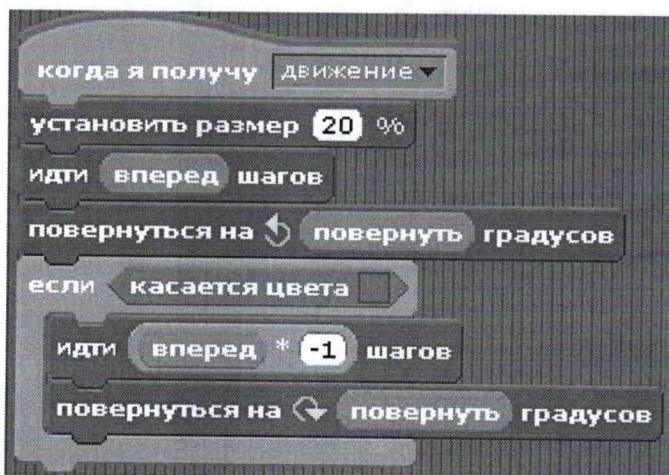 когда я получу движение
установить размер 20 %
идти вперед шагов
повернуться на повернуть градусов
если касается цвета
идти вперед * -1 шагов
повернуться на повернуть градусов